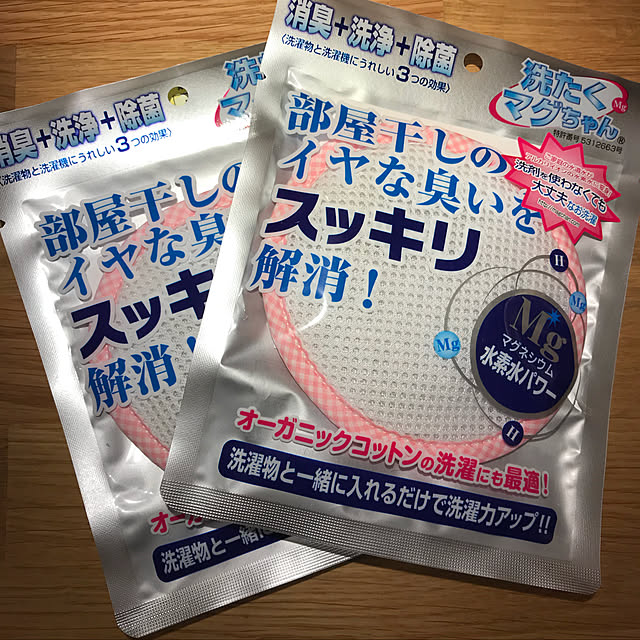 消臭+洗浄+除菌
〈洗濯物と洗濯機にうれしい3つの効果〉
洗たく
マグちゃん®
Mg
特許番号 5312663号
洗剤を使わなくても
大丈夫なお洗濯
部屋干しの
イヤな臭いを
スッキリ
解消!
H
Mg
Mg
Mg
マグネシウム
水素水パワー
H
オーガニックコットンの洗濯にも最適!
洗濯物と一緒に入れるだけで洗濯力アップ!!
消臭+洗浄+除菌
洗濯物と洗濯機にうれしい3つの効果〉
洗
マグ
部屋干しの
イヤな臭い
スッキ
解消!
オーガ
洗濯物と一緒に